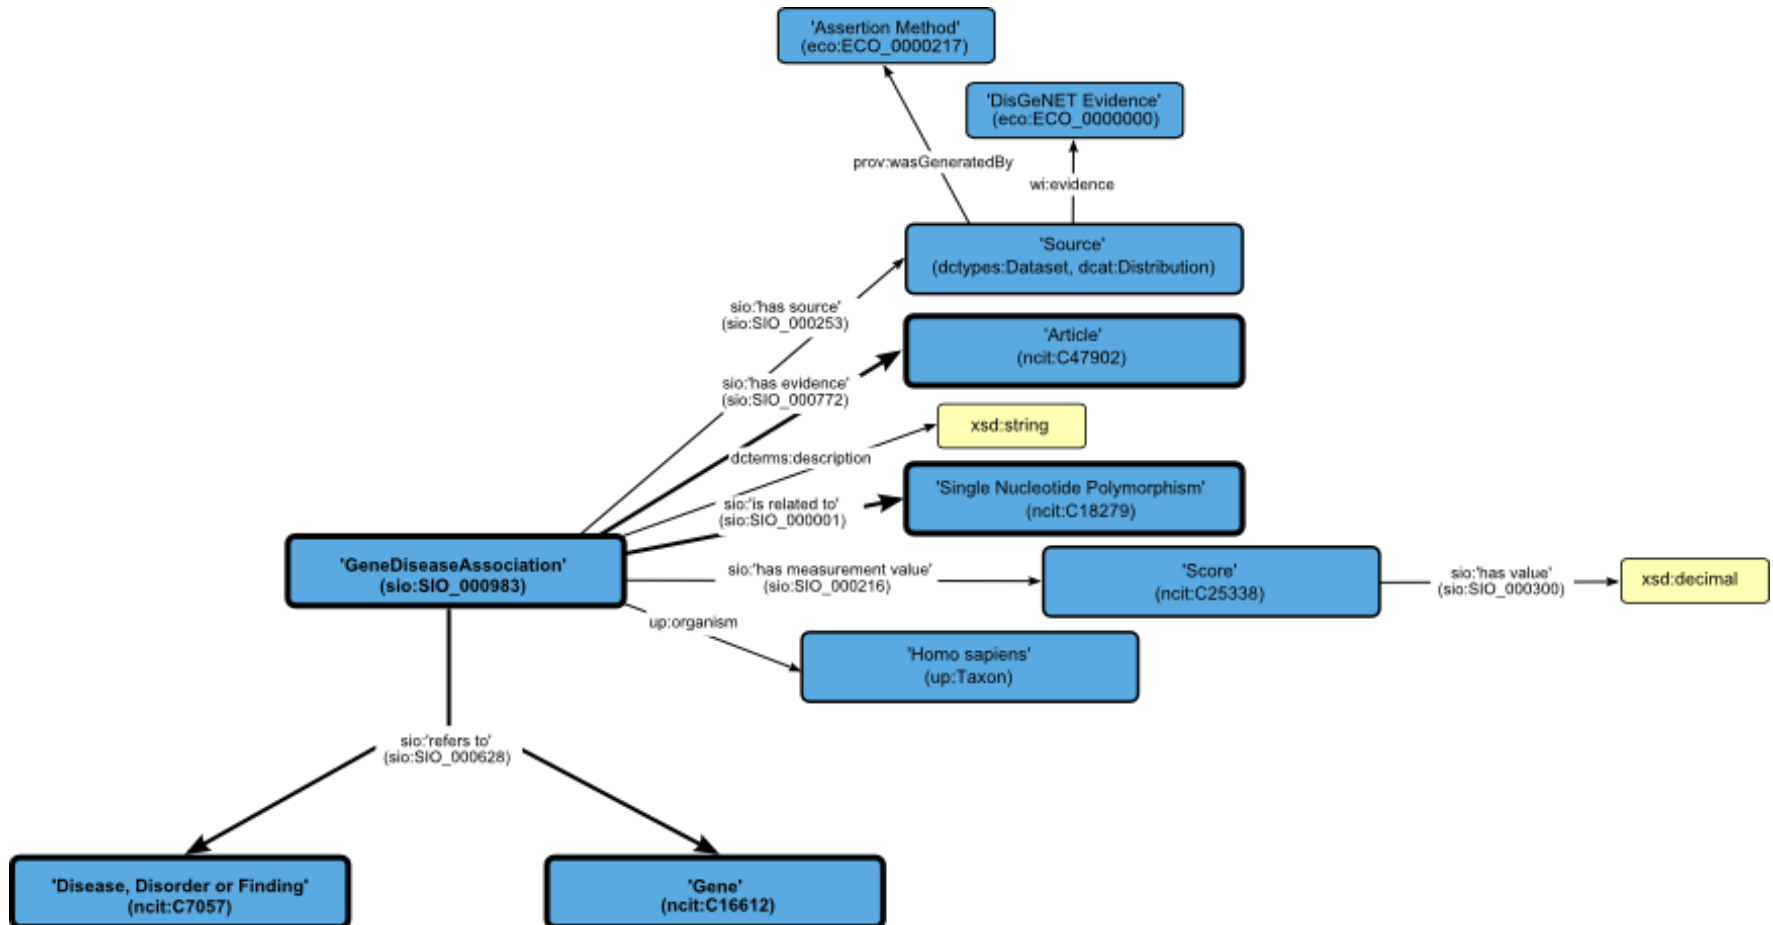 'Assertion Method'
(eco:ECO_0000217)
'DisGeNET Evidence'
(eco:ECO_0000000)
prov:wasGeneratedBy
wi:evidence
'Source'
(dctypes:Dataset, dcat:Distribution)
sio:'has source'
(sio:SIO_000253)
'Article'
(ncit:C47902)
sio:'has evidence'
(sio:SIO_000772)
xsd:string
dcterms:description
'Single Nucleotide Polymorphism'
(ncit:C18279)
sio:'is related to'
(sio:SIO_000001)
'GeneDiseaseAssociation'
(sio:SIO_000983)
sio:'has measurement value'
(sio:SIO_000216)
'Score'
(ncit:C25338)
sio:'has value'
(sio:SIO_000300)
xsd:decimal
up:organism
'Homo sapiens'
(up:Taxon)
sio:'refers to'
(sio:SIO_000628)
'Disease, Disorder or Finding'
(ncit:C7057)
'Gene'
(ncit:C16612)